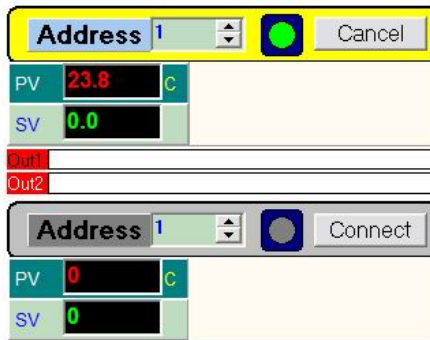 Address 1 Cancel
PV 23.8 C
SV 0.0
Out1
Out2
Address 1 Connect
PV 0 C
SV 0